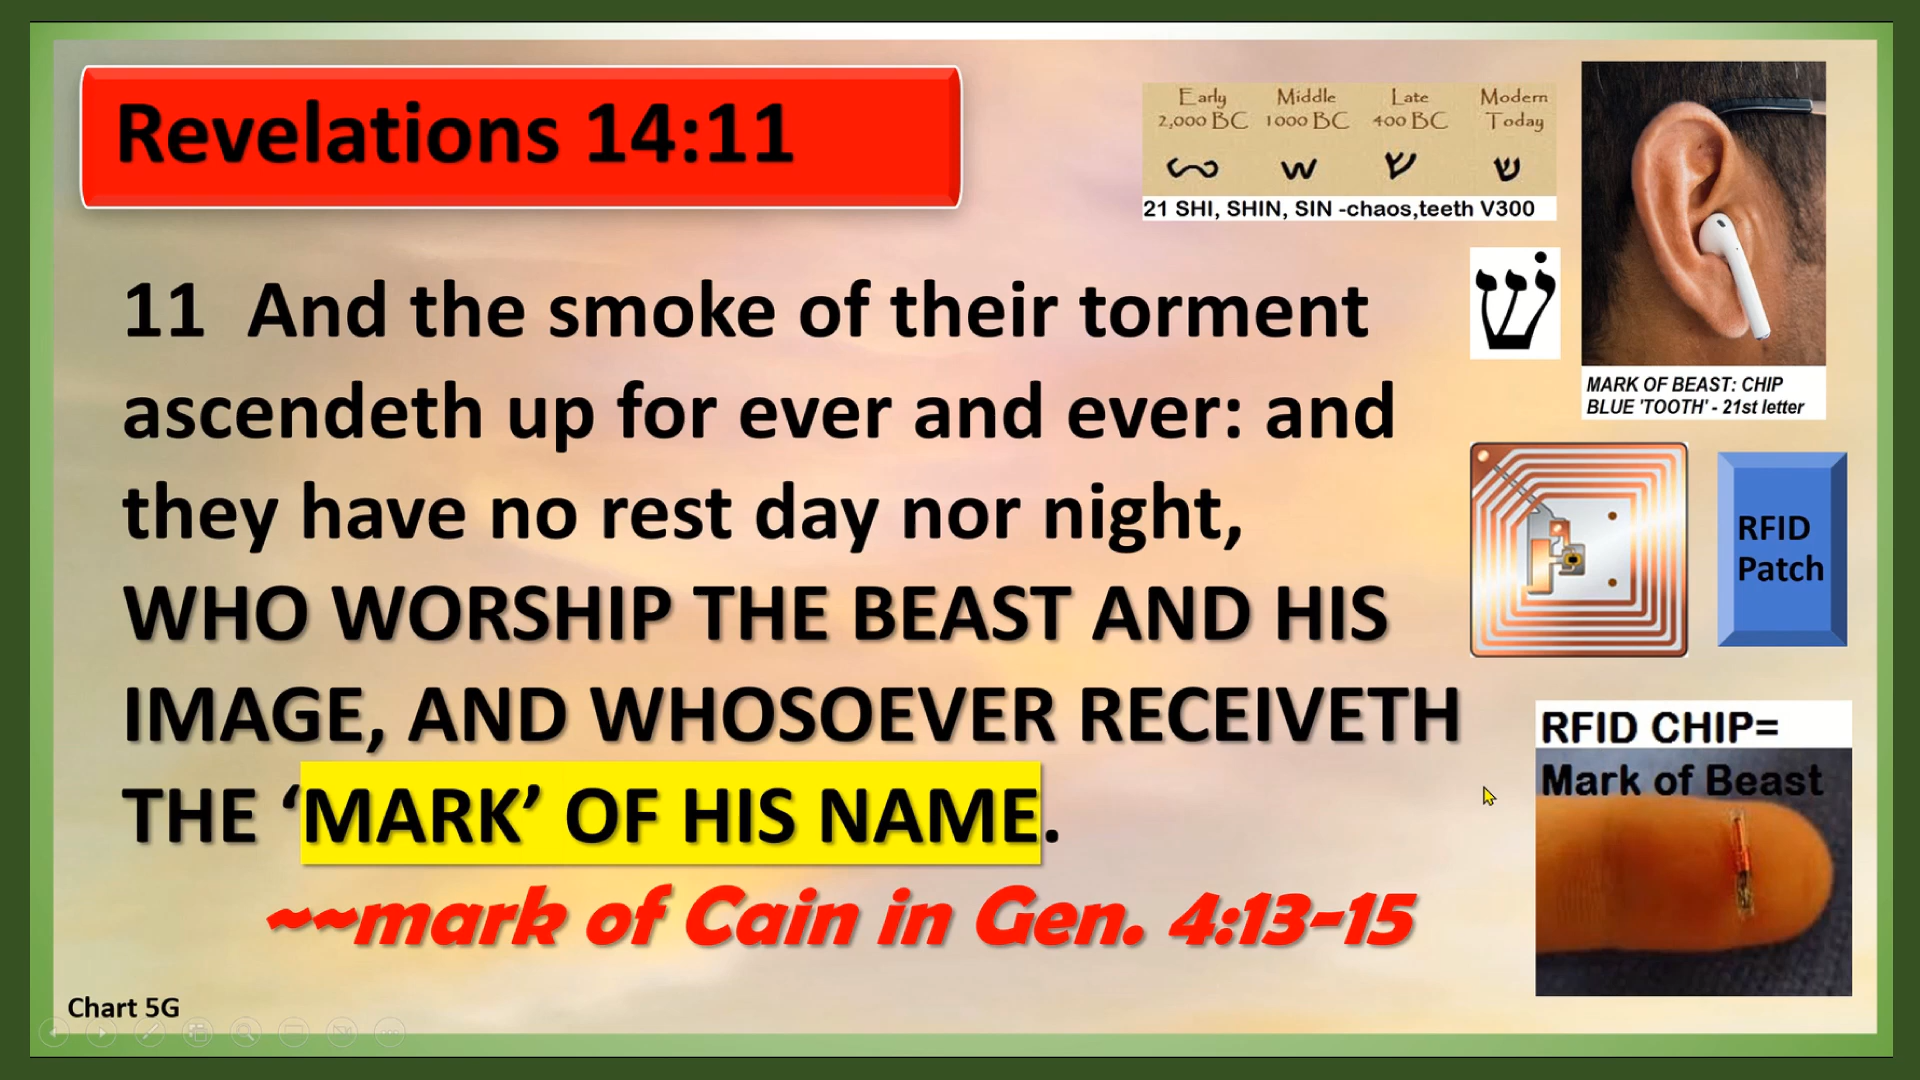 Revelations 14:11
Early Middle Late Modern
2,000 BC 1000 BC 400 BC Today
21 SHI, SHIN, SIN -chaos,teeth V300
שׁ
MARK OF BEAST: CHIP
BLUE 'TOOTH' - 21st letter
11 And the smoke of their torment
ascendeth up for ever and ever: and
they have no rest day nor night,
WHO WORSHIP THE BEAST AND HIS
IMAGE, AND WHOSOEVER RECEIVETH
THE ‘MARK’ OF HIS NAME.
~~mark of Cain in Gen. 4:13-15
RFID
Patch
RFID CHIP=
Mark of Beast
Chart 5G